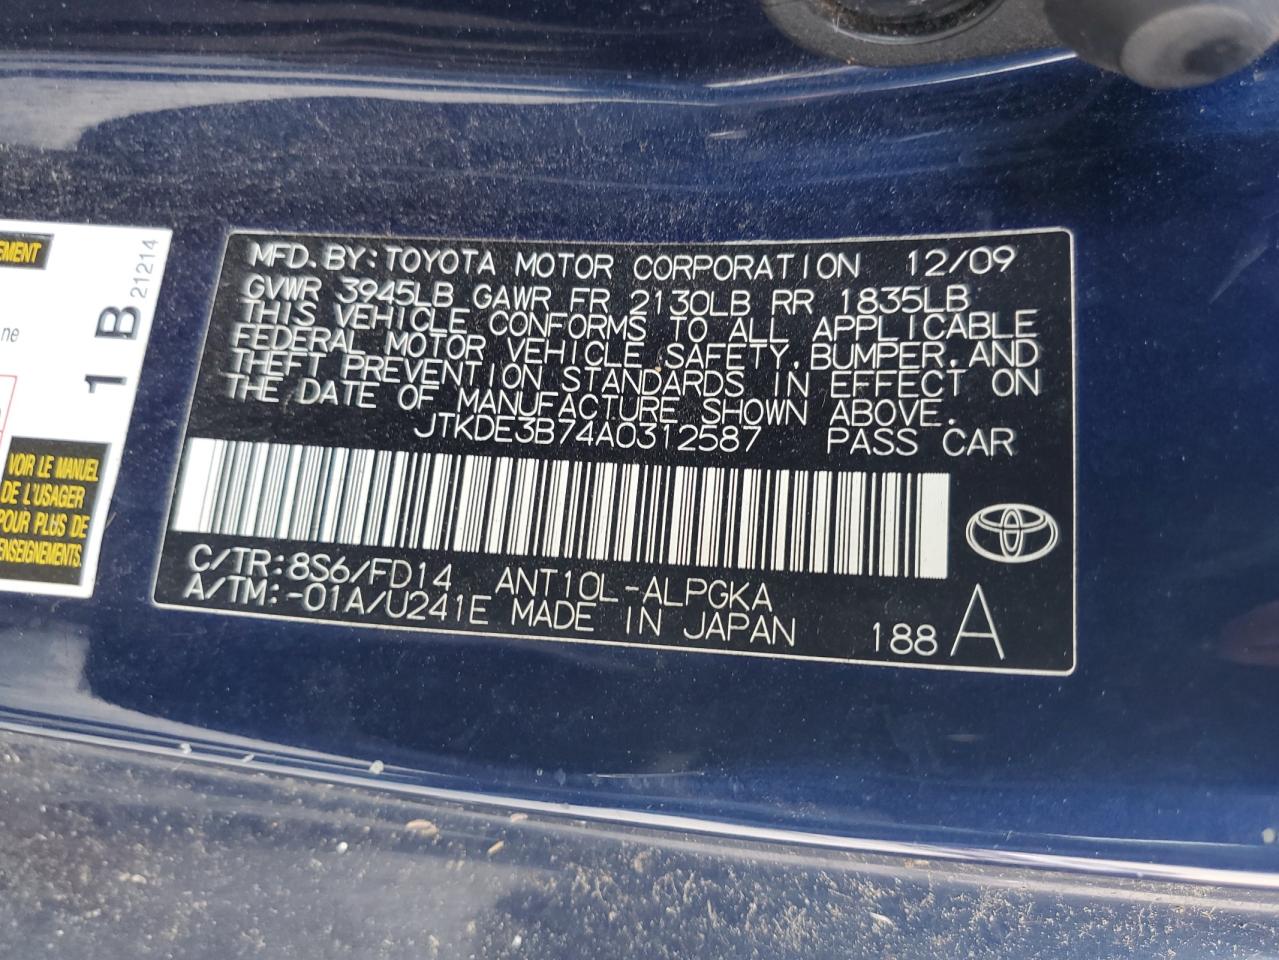 MFD. BY: TOYOTA MOTOR CORPORATION 12/09
GVWR 3945LB GAWR FR 2130LB RR 1835LB
THIS VEHICLE CONFORMS TO ALL APPLICABLE
FEDERAL MOTOR VEHICLE SAFETY, BUMPER, AND
THEFT PREVENTION STANDARDS IN EFFECT ON
THE DATE OF MANUFACTURE SHOWN ABOVE.
JTKDE3B74A0312587 PASS CAR
C/TR: 8S6/FD14 ANT10L-ALPGKA
A/TM: -01A/U241E MADE IN JAPAN 188 A
1 B 21214
VOIR LE MANUEL
DE L'USAGER
POUR PLUS DE